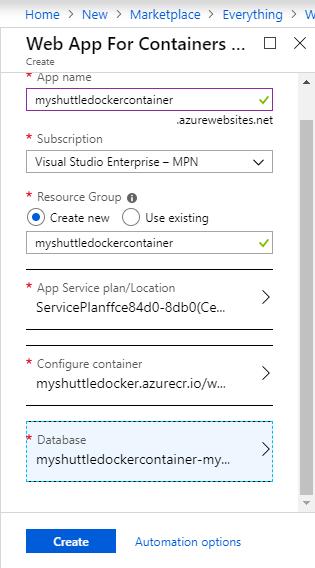 Home > New > Marketplace > Everything > W
Web App For Containers ...
Create
* App name
myshuttledockercontainer
.azurewebsites.net
* Subscription
Visual Studio Enterprise – MPN
* Resource Group
Create new Use existing
myshuttledockercontainer
* App Service plan/Location
ServicePlanffce84d0-8db0(Ce...
* Configure container
myshuttledocker.azurecr.io/w...
* Database
myshuttledockercontainer-my...
Create Automation options